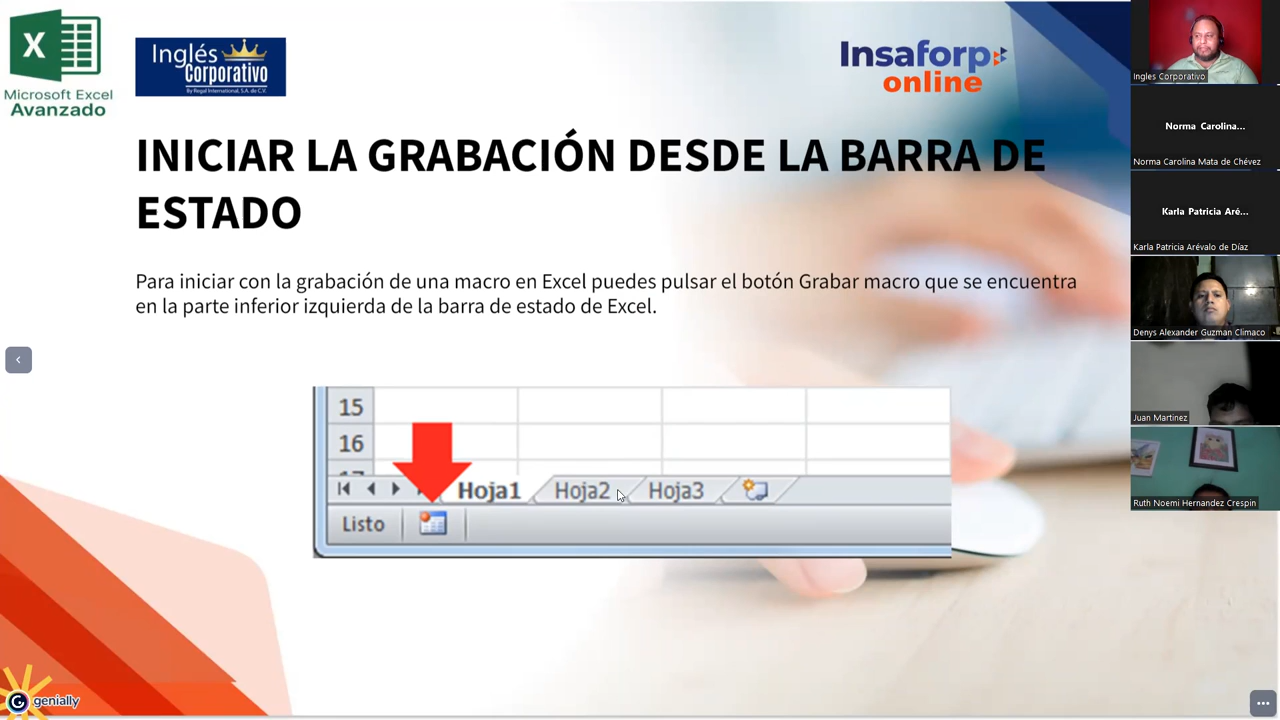 Microsoft Excel
Avanzado
Inglés
Corporativo
By Regal International, S.A. de C.V.
Insaforp
online
INICIAR LA GRABACIÓN DESDE LA BARRA DE
ESTADO
Para iniciar con la grabación de una macro en Excel puedes pulsar el botón Grabar macro que se encuentra
en la parte inferior izquierda de la barra de estado de Excel.
15
16
17
Hoja1 Hoja2 Hoja3
Listo
genially
Ingles Corporativo
Norma Carolina...
Norma Carolina Mata de Chévez
Karla Patricia Aré...
Karla Patricia Arévalo de Díaz
Denys Alexander Guzman Climaco
Juan Martinez
Ruth Noemi Hernandez Crespin